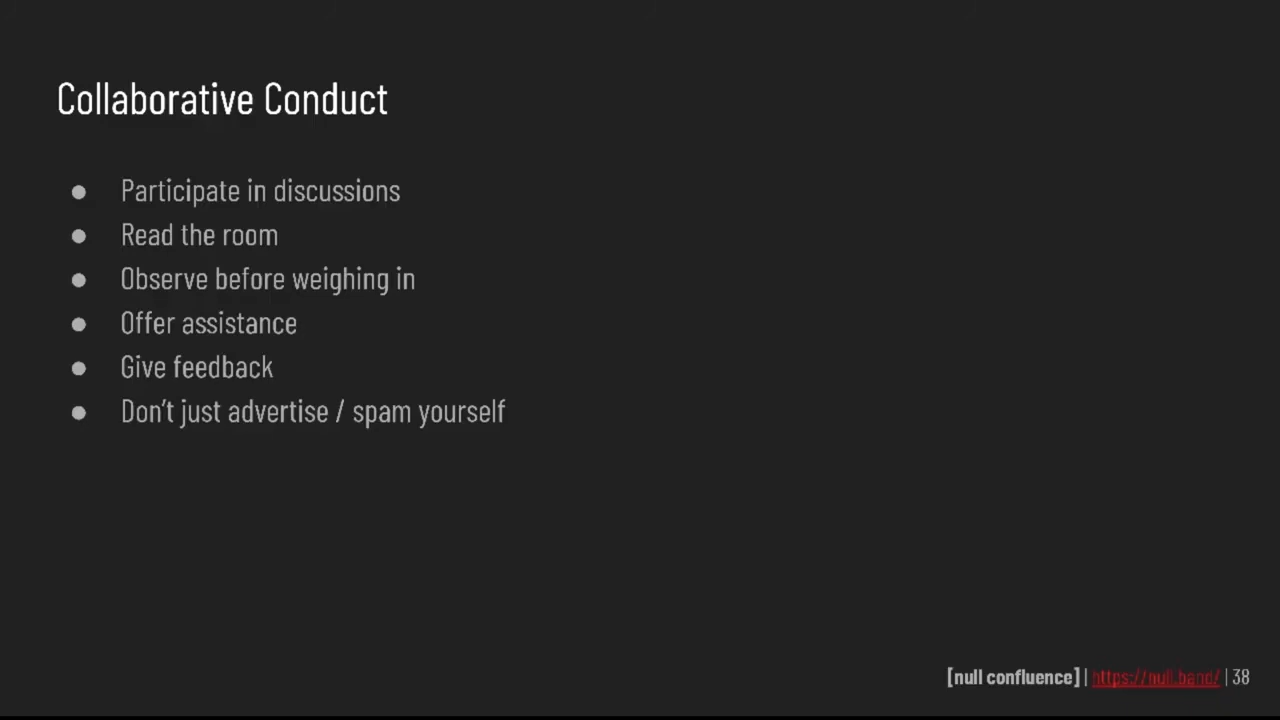 Collaborative Conduct
● Participate in discussions
● Read the room
● Observe before weighing in
● Offer assistance
● Give feedback
● Don't just advertise / spam yourself
[null confluence] | https://null.band/ | 38